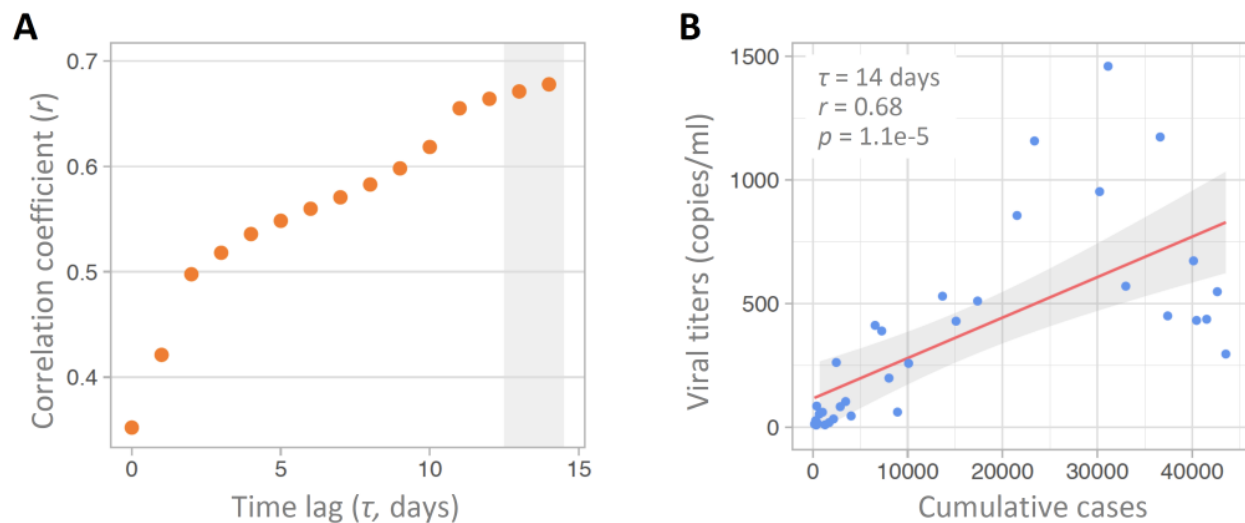 A
Correlation coefficient (r)
0.7
0.6
0.5
0.4
0
5
10
15
Time lag (τ, days)
B
Viral titers (copies/ml)
1500
1000
500
0
τ = 14 days
r = 0.68
p = 1.1e-5
0
10000
20000
30000
40000
Cumulative cases